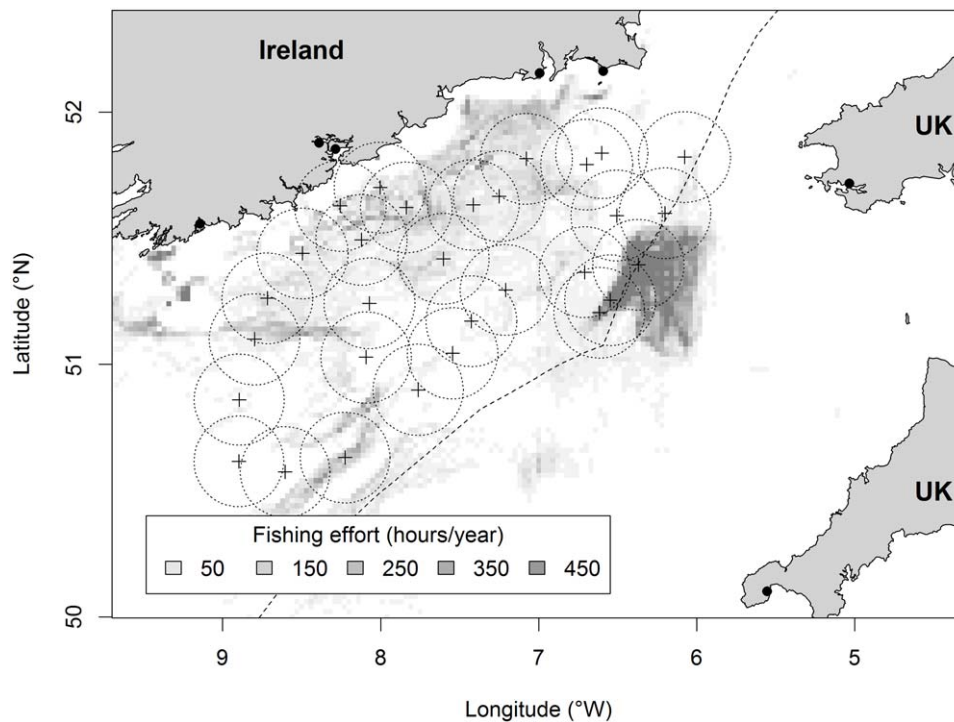 Ireland
UK
UK
Latitude (°N)
52
51
50
Fishing effort (hours/year)
50 150 250 350 450
9 8 7 6 5
Longitude (°W)